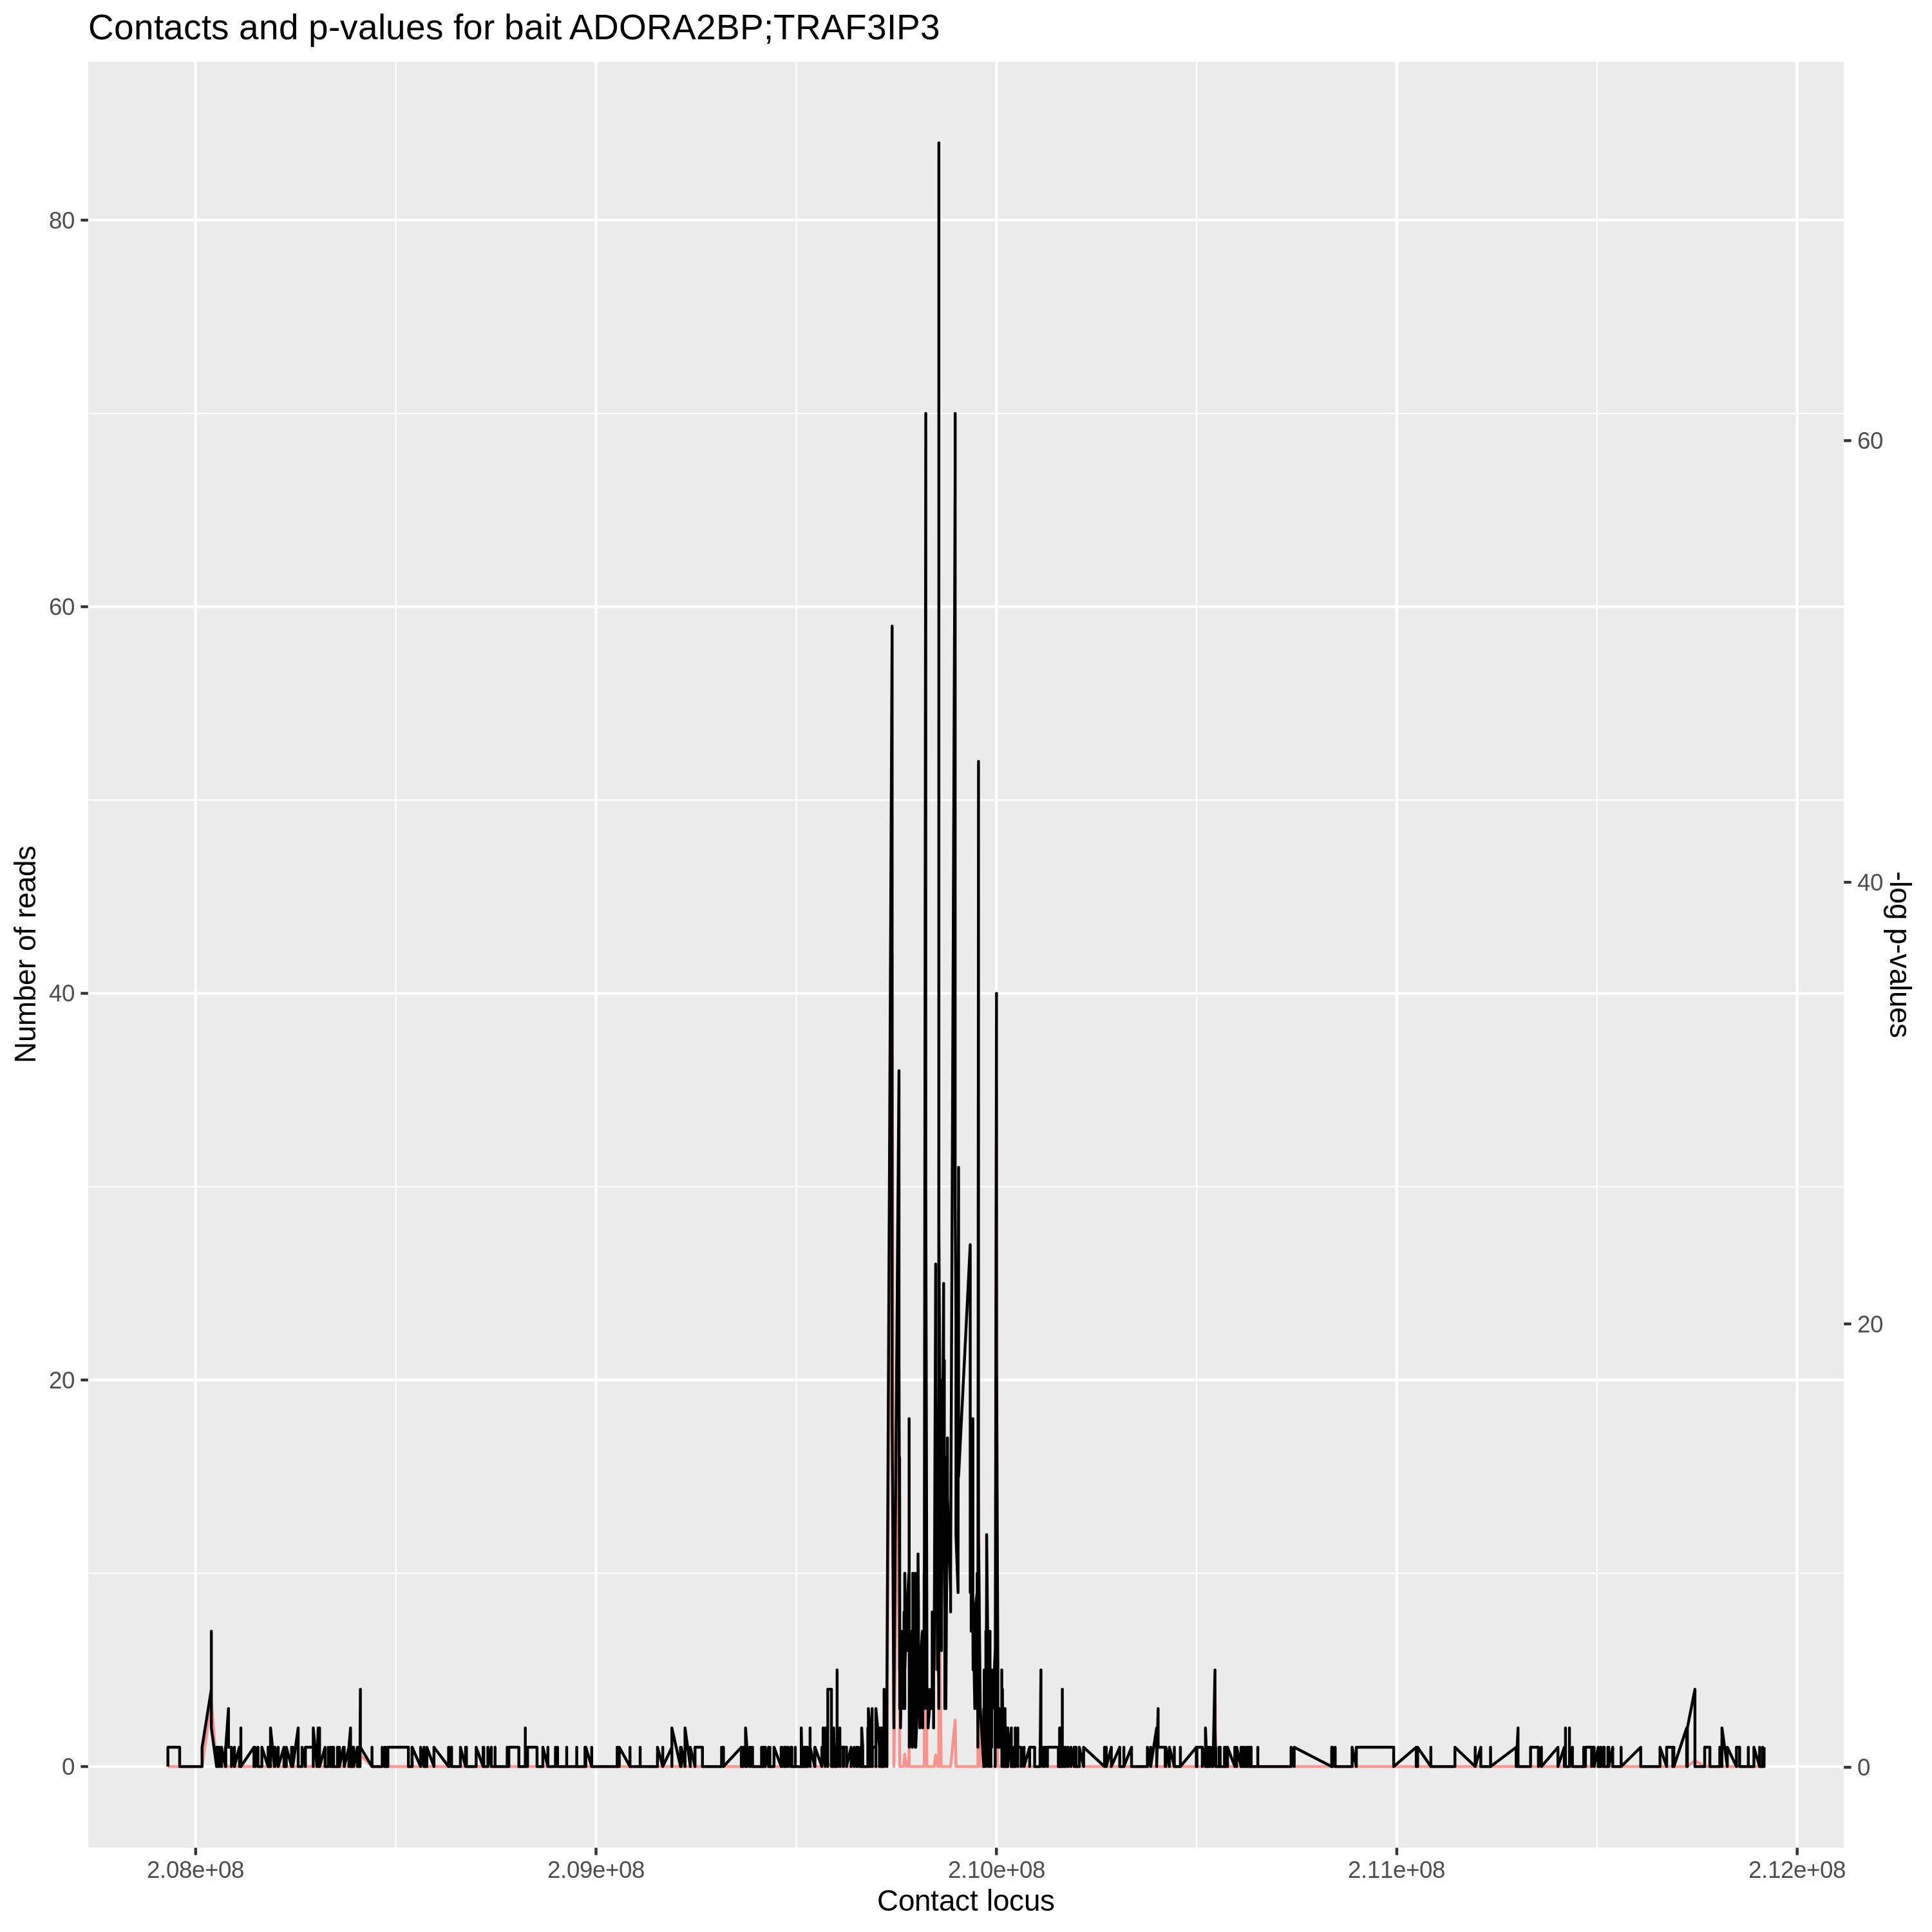 Contacts and p-values for bait ADORA2BP;TRAF3IP3
80
60
40
20
0
Number of reads
60
40
20
0
-log p-values
2.08e+08 2.09e+08 2.10e+08 2.11e+08 2.12e+08
Contact locus